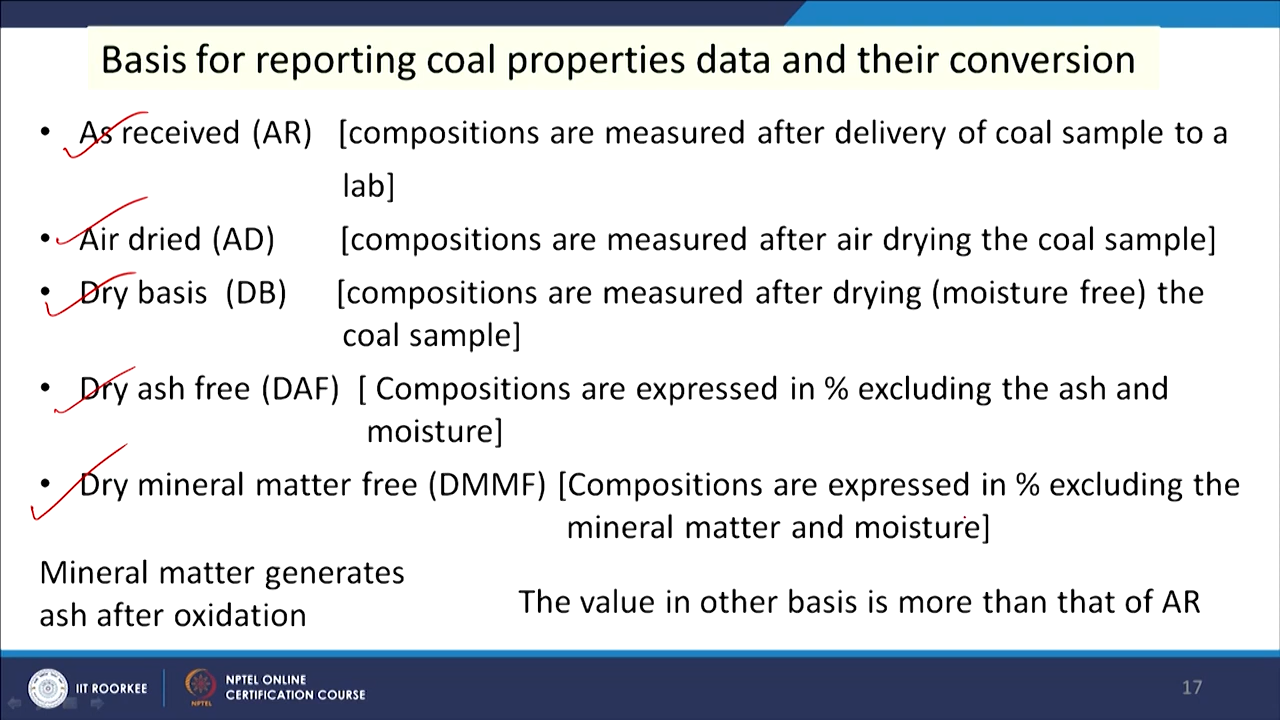 Basis for reporting coal properties data and their conversion
• As received (AR) [compositions are measured after delivery of coal sample to a
lab]
• Air dried (AD) [compositions are measured after air drying the coal sample]
• Dry basis (DB) [compositions are measured after drying (moisture free) the
coal sample]
• Dry ash free (DAF) [ Compositions are expressed in % excluding the ash and
moisture]
• Dry mineral matter free (DMMF) [Compositions are expressed in % excluding the
mineral matter and moisture]
Mineral matter generates
ash after oxidation
The value in other basis is more than that of AR
IIT ROORKEE
NPTEL
NPTEL ONLINE
CERTIFICATION COURSE
17